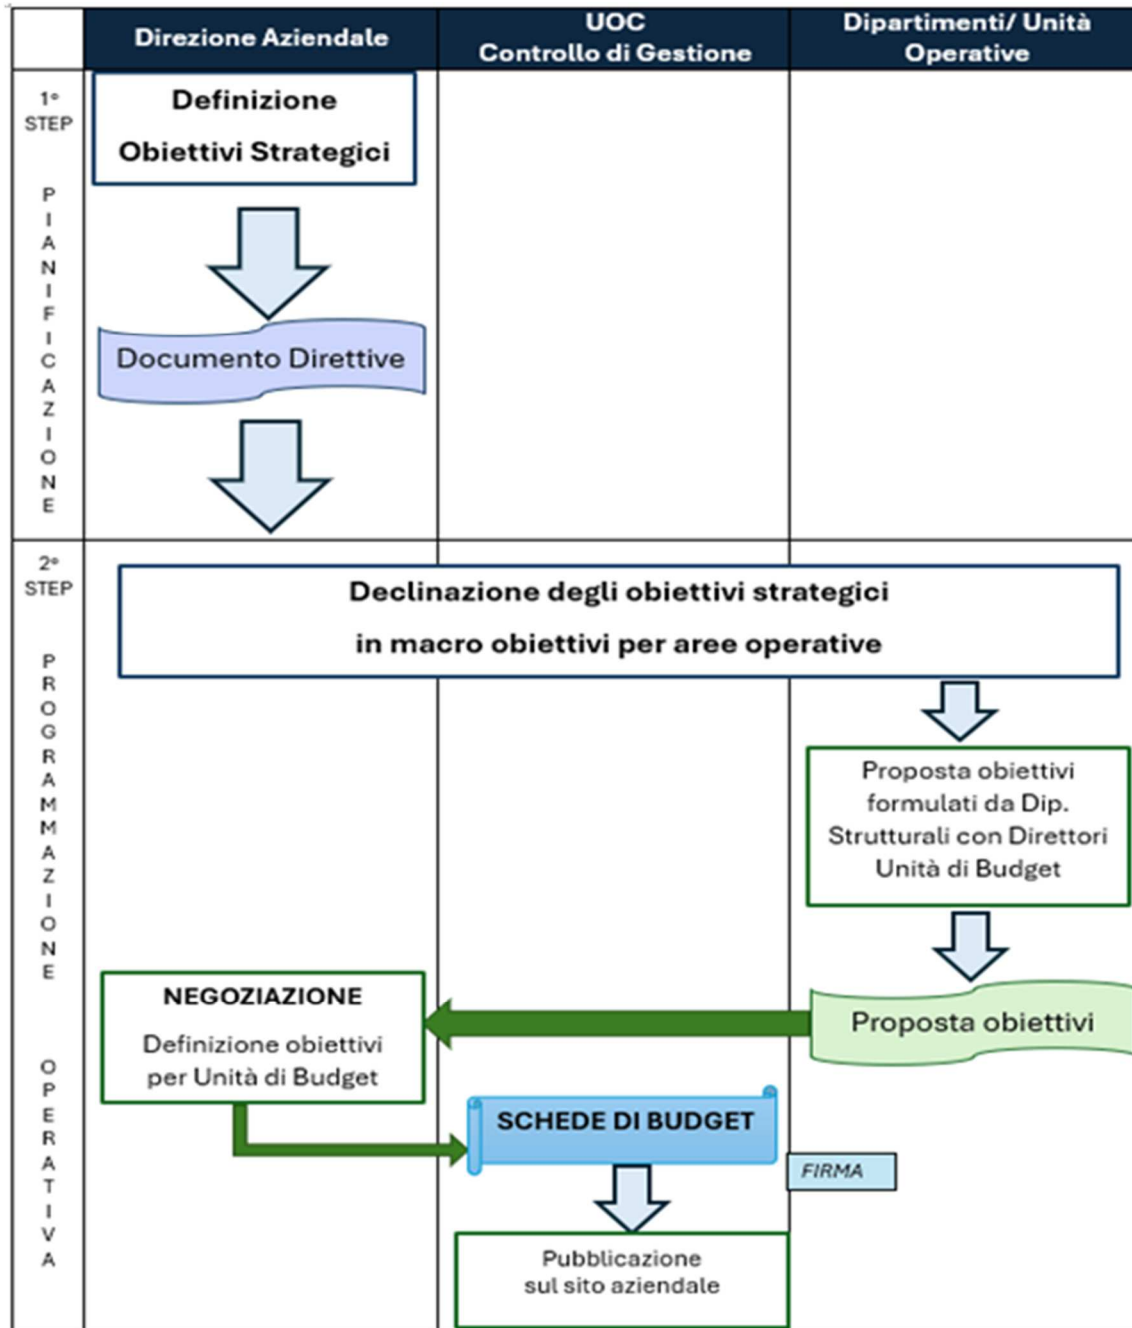 Direzione Aziendale
UOC
Controllo di Gestione
Dipartimenti/ Unità
Operative
1°
STEP
PIANIFICAZIONE
Definizione
Obiettivi Strategici
Documento Direttive
2°
STEP
PROGRAMMAZIONE
OPERATIVA
Declinazione degli obiettivi strategici
in macro obiettivi per aree operative
Proposta obiettivi
formulati da Dip.
Strutturali con Direttori
Unità di Budget
Proposta obiettivi
NEGOZIAZIONE
Definizione obiettivi
per Unità di Budget
SCHEDE DI BUDGET
FIRMA
Pubblicazione
sul sito aziendale